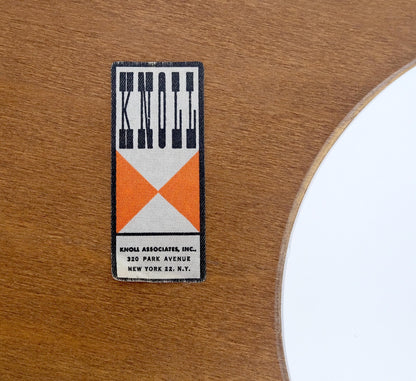 KNOLL
KNOLL ASSOCIATES, INC.,
320 PARK AVENUE
NEW YORK 22, N.Y.